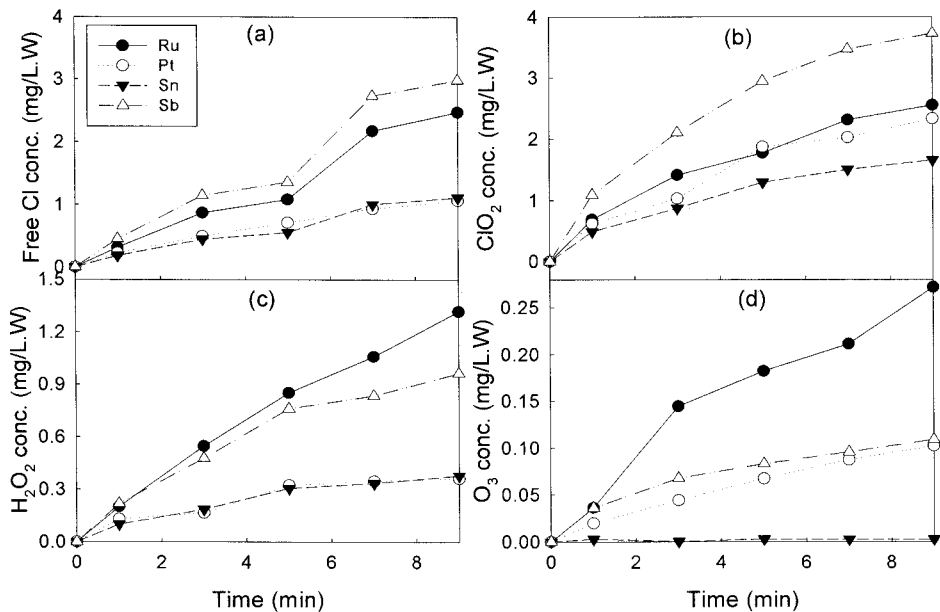 (a)
Ru
Pt
Sn
Sb
Free Cl conc. (mg/L.W)
4
3
2
1
0
(b)
ClO2 conc. (mg/L.W)
4
3
2
1
0
(c)
H2O2 conc. (mg/L.W)
1.5
1.2
0.9
0.6
0.3
0.0
0 2 4 6 8
Time (min)
(d)
O3 conc. (mg/L.W)
0.25
0.20
0.15
0.10
0.05
0.00
0 2 4 6 8
Time (min)